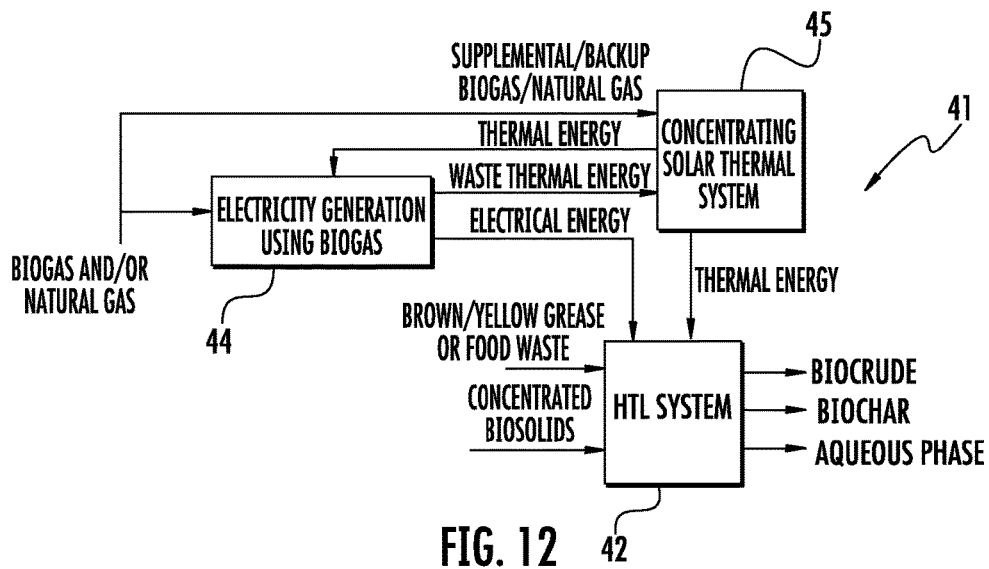 45
SUPPLEMENTAL/BACKUP
BIOGAS/NATURAL GAS
41
CONCENTRATING
SOLAR THERMAL
SYSTEM
THERMAL ENERGY
WASTE THERMAL ENERGY
ELECTRICITY GENERATION
USING BIOGAS
ELECTRICAL ENERGY
BIOGAS AND/OR
NATURAL GAS
THERMAL ENERGY
44
BROWN/YELLOW GREASE
OR FOOD WASTE
CONCENTRATED
BIOSOLIDS
HTL SYSTEM
BIOCRUDE
BIOCHAR
AQUEOUS PHASE
42
FIG. 12